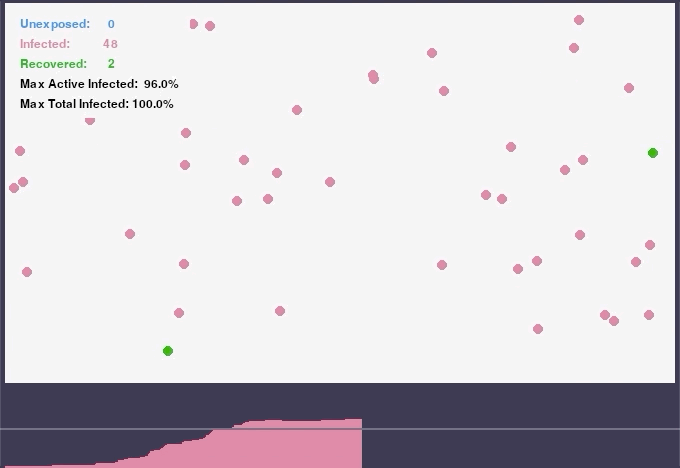 Unexposed: 0
Infected: 48
Recovered: 2
Max Active Infected: 96.0%
Max Total Infected: 100.0%